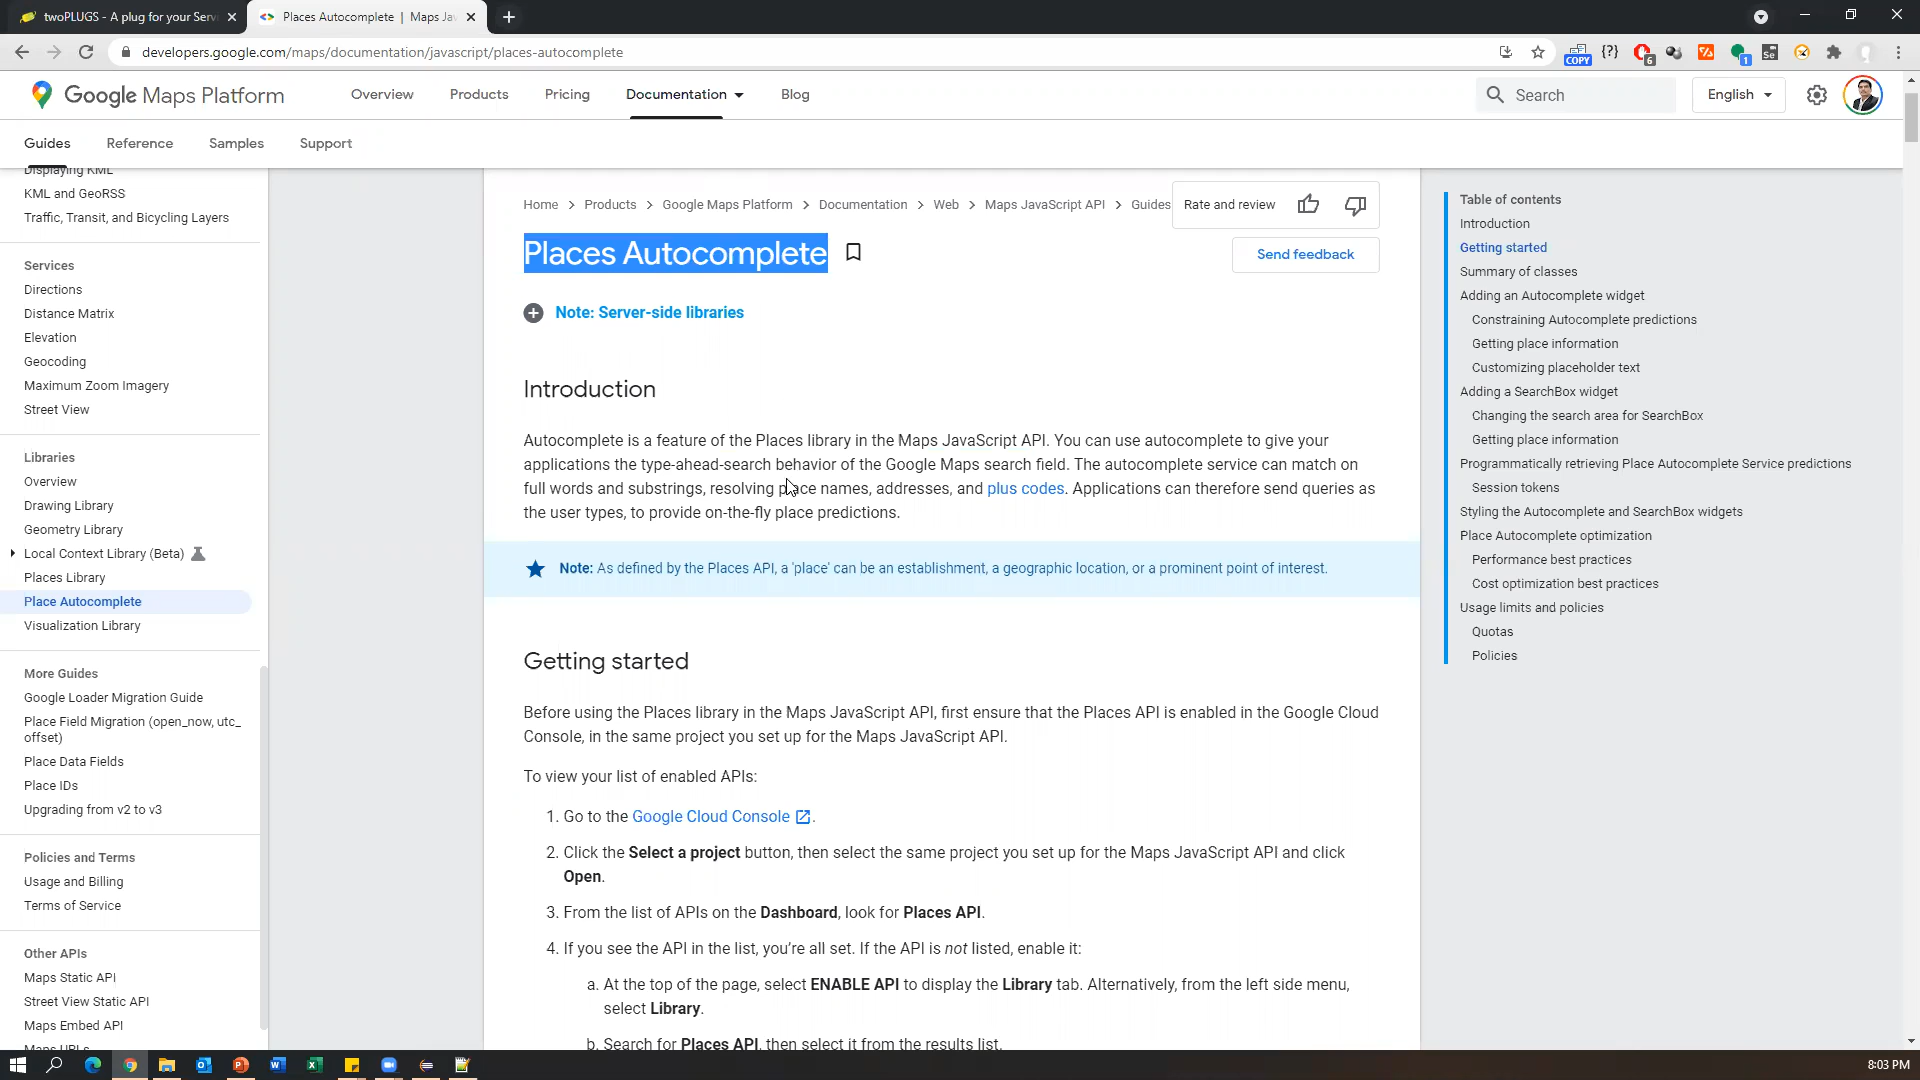 twoPLUGS - A plug for your Serv
Places Autocomplete | Maps Jav
developers.google.com/maps/documentation/javascript/places-autocomplete
COPY
{?}
6
1
Se
Google Maps Platform
Overview
Products
Pricing
Documentation
Blog
Search
English
Guides
Reference
Samples
Support
Displaying KML
KML and GeoRSS
Traffic, Transit, and Bicycling Layers
Services
Directions
Distance Matrix
Elevation
Geocoding
Maximum Zoom Imagery
Street View
Libraries
Overview
Drawing Library
Geometry Library
Local Context Library (Beta)
Places Library
Place Autocomplete
Visualization Library
More Guides
Google Loader Migration Guide
Place Field Migration (open_now, utc_
offset)
Place Data Fields
Place IDs
Upgrading from v2 to v3
Policies and Terms
Usage and Billing
Terms of Service
Other APIs
Maps Static API
Street View Static API
Maps Embed API
Maps URLs
Home > Products > Google Maps Platform > Documentation > Web > Maps JavaScript API > Guides
Rate and review
Places Autocomplete
Send feedback
Note: Server-side libraries
Introduction
Autocomplete is a feature of the Places library in the Maps JavaScript API. You can use autocomplete to give your
applications the type-ahead-search behavior of the Google Maps search field. The autocomplete service can match on
full words and substrings, resolving place names, addresses, and plus codes. Applications can therefore send queries as
the user types, to provide on-the-fly place predictions.
Note: As defined by the Places API, a 'place' can be an establishment, a geographic location, or a prominent point of interest.
Getting started
Before using the Places library in the Maps JavaScript API, first ensure that the Places API is enabled in the Google Cloud
Console, in the same project you set up for the Maps JavaScript API.
To view your list of enabled APIs:
1. Go to the Google Cloud Console.
2. Click the Select a project button, then select the same project you set up for the Maps JavaScript API and click
Open.
3. From the list of APIs on the Dashboard, look for Places API.
4. If you see the API in the list, you're all set. If the API is not listed, enable it:
a. At the top of the page, select ENABLE API to display the Library tab. Alternatively, from the left side menu,
select Library.
b. Search for Places API, then select it from the results list.
Table of contents
Introduction
Getting started
Summary of classes
Adding an Autocomplete widget
Constraining Autocomplete predictions
Getting place information
Customizing placeholder text
Adding a SearchBox widget
Changing the search area for SearchBox
Getting place information
Programmatically retrieving Place Autocomplete Service predictions
Session tokens
Styling the Autocomplete and SearchBox widgets
Place Autocomplete optimization
Performance best practices
Cost optimization best practices
Usage limits and policies
Quotas
Policies
8:03 PM